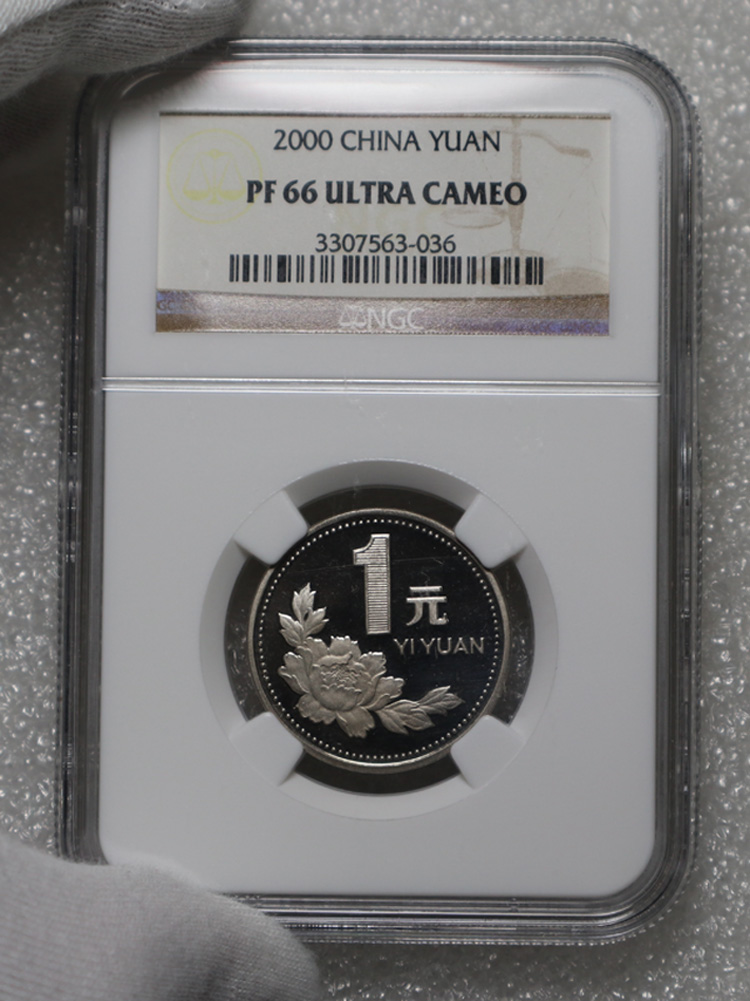 2000 CHINA YUAN
PF 66 ULTRA CAMEO
3307563-036
NGC
1元
YI YUAN